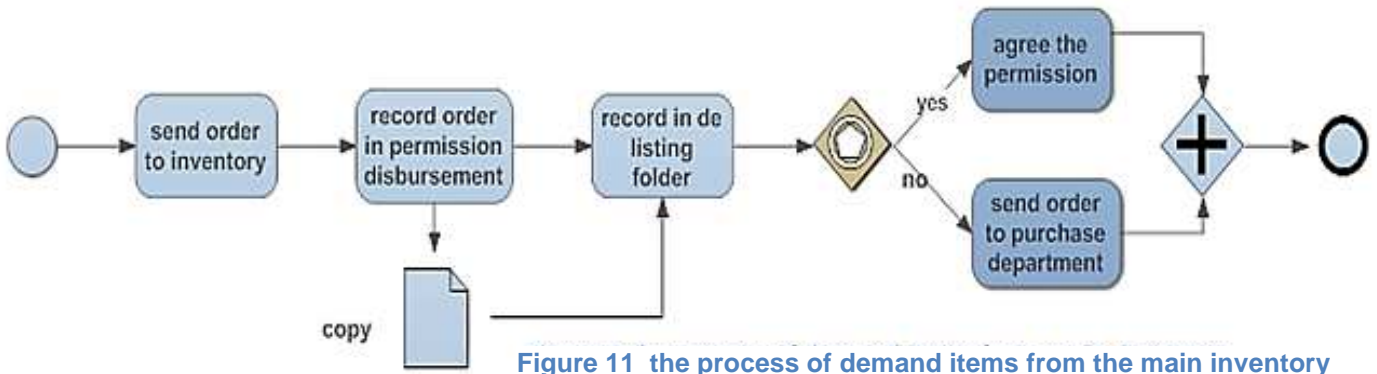 send order
to inventory
record order
in permission
disbursement
record in de
listing
folder
yes
no
agree the
permission
send order
to purchase
department
copy
Figure 11 the process of demand items from the main inventory